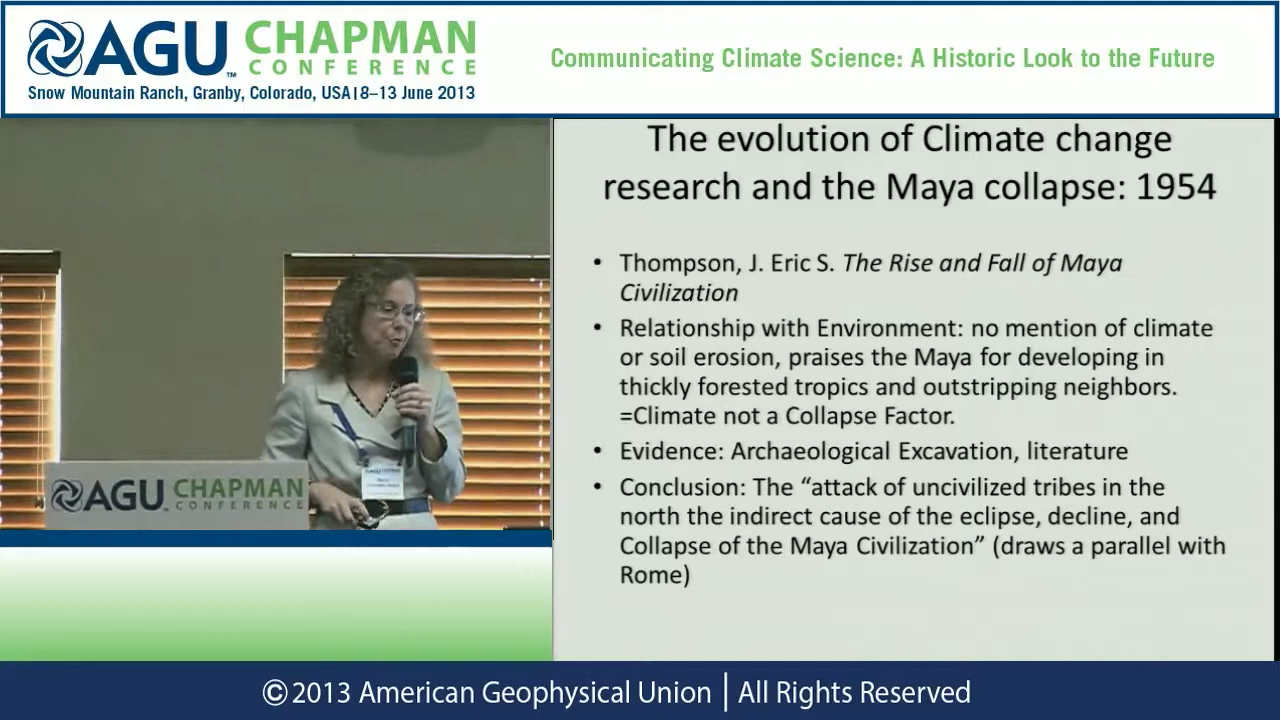 AGU™ CHAPMAN CONFERENCE
Snow Mountain Ranch, Granby, Colorado, USA|8–13 June 2013
Communicating Climate Science: A Historic Look to the Future
The evolution of Climate change
research and the Maya collapse: 1954
• Thompson, J. Eric S. The Rise and Fall of Maya
Civilization
• Relationship with Environment: no mention of climate
or soil erosion, praises the Maya for developing in
thickly forested tropics and outstripping neighbors.
=Climate not a Collapse Factor.
• Evidence: Archaeological Excavation, literature
• Conclusion: The “attack of uncivilized tribes in the
north the indirect cause of the eclipse, decline, and
Collapse of the Maya Civilization” (draws a parallel with
Rome)
AGU CHAPMAN
CONFERENCE
©2013 American Geophysical Union | All Rights Reserved